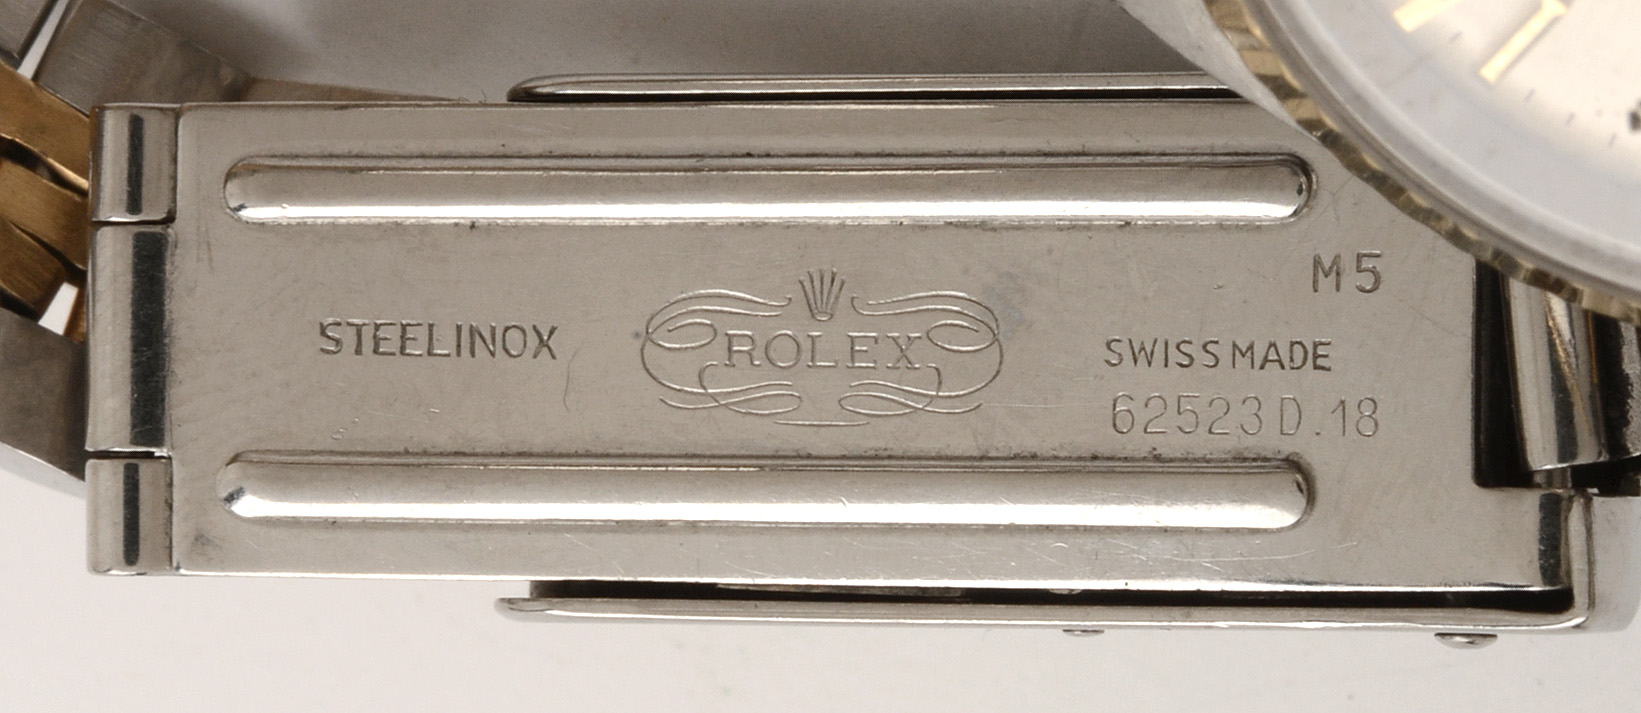 M5
STEELINOX
ROLEX
SWISS MADE
62523D.18